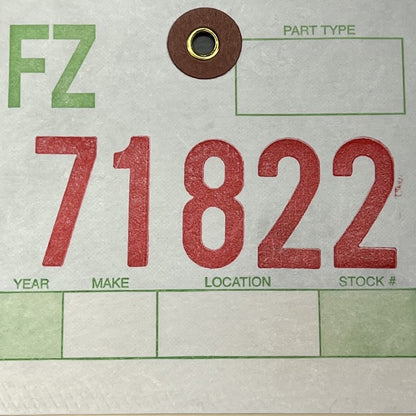 FZ
PART TYPE
71822
YEAR MAKE LOCATION STOCK #